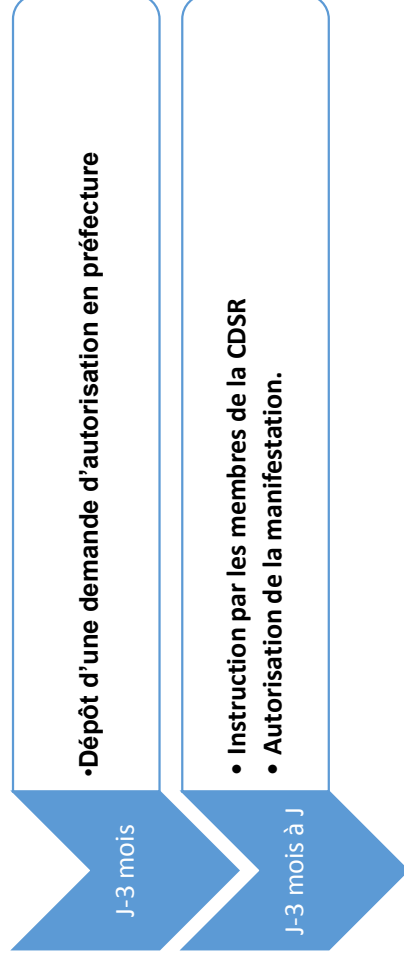 J-3 mois
•Dépôt d’une demande d’autorisation en préfecture
J-3 mois à J
• Instruction par les membres de la CDSR
• Autorisation de la manifestation.